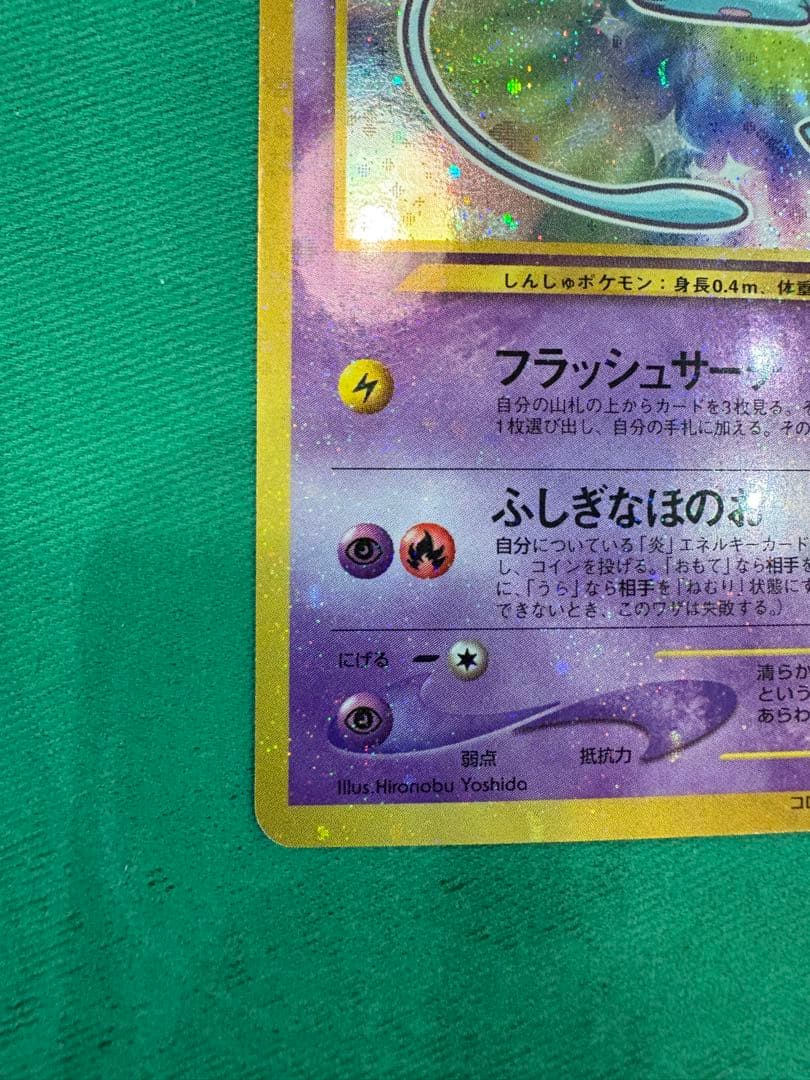 しんしゅポケモン：身長0.4m、体重
フラッシュサー
自分の山札の上からカードを3枚見る。そ
1枚選び出し、自分の手札に加える。その
ふしぎなほのお
自分についている「炎」エネルギーカード
し、コインを投げる。「おもて」なら相手を
に、「うら」なら相手を「ねむり」状態にす
できないとき、このワザは失敗する。）
にげる
清らか
という
あらわ
弱点
抵抗力
Illus.Hironobu Yoshida
コロ